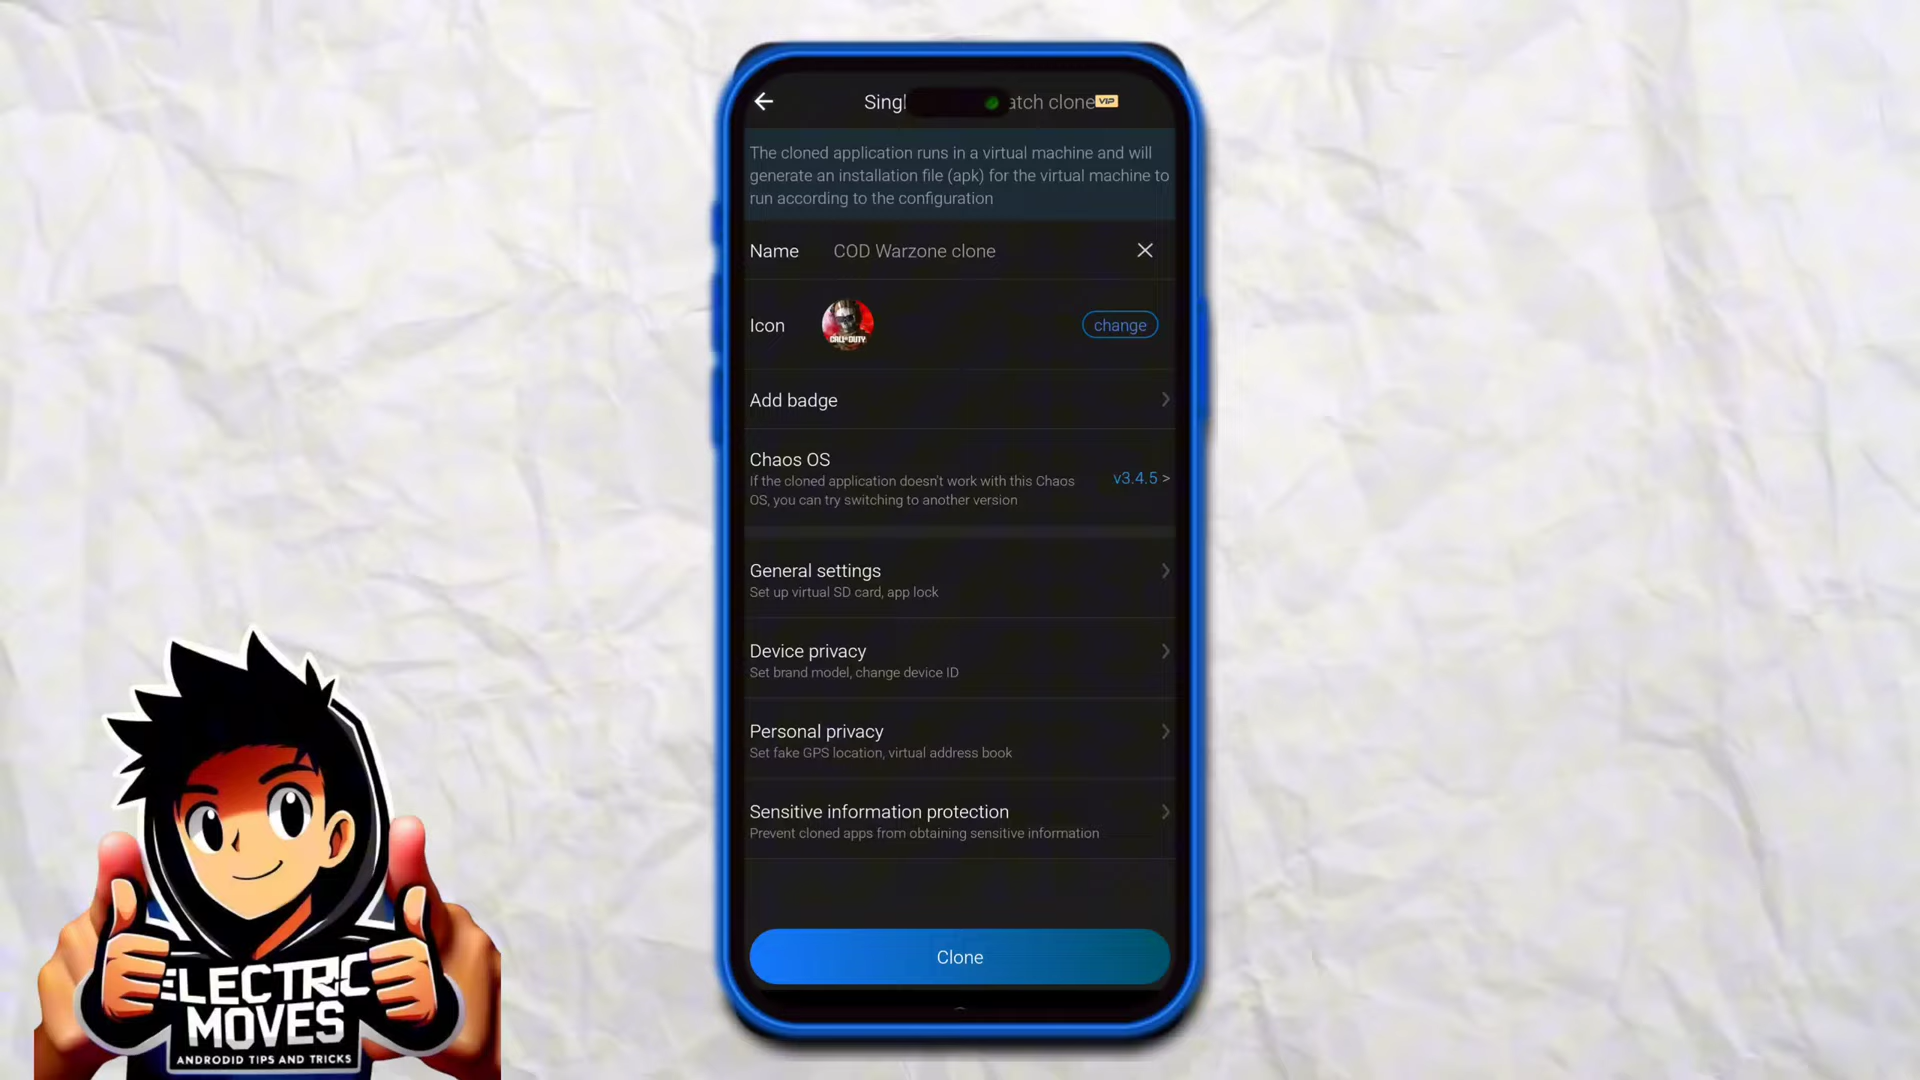 Singl
atch clone VIP
The cloned application runs in a virtual machine and will
generate an installation file (apk) for the virtual machine to
run according to the configuration
Name COD Warzone clone
Icon CALL OF DUTY change
Add badge
Chaos OS
If the cloned application doesn't work with this Chaos
OS, you can try switching to another version
v3.4.5 >
General settings
Set up virtual SD card, app lock
Device privacy
Set brand model, change device ID
Personal privacy
Set fake GPS location, virtual address book
Sensitive information protection
Prevent cloned apps from obtaining sensitive information
Clone
ELECTRIC
MOVES
ANDRODID TIPS AND TRICKS